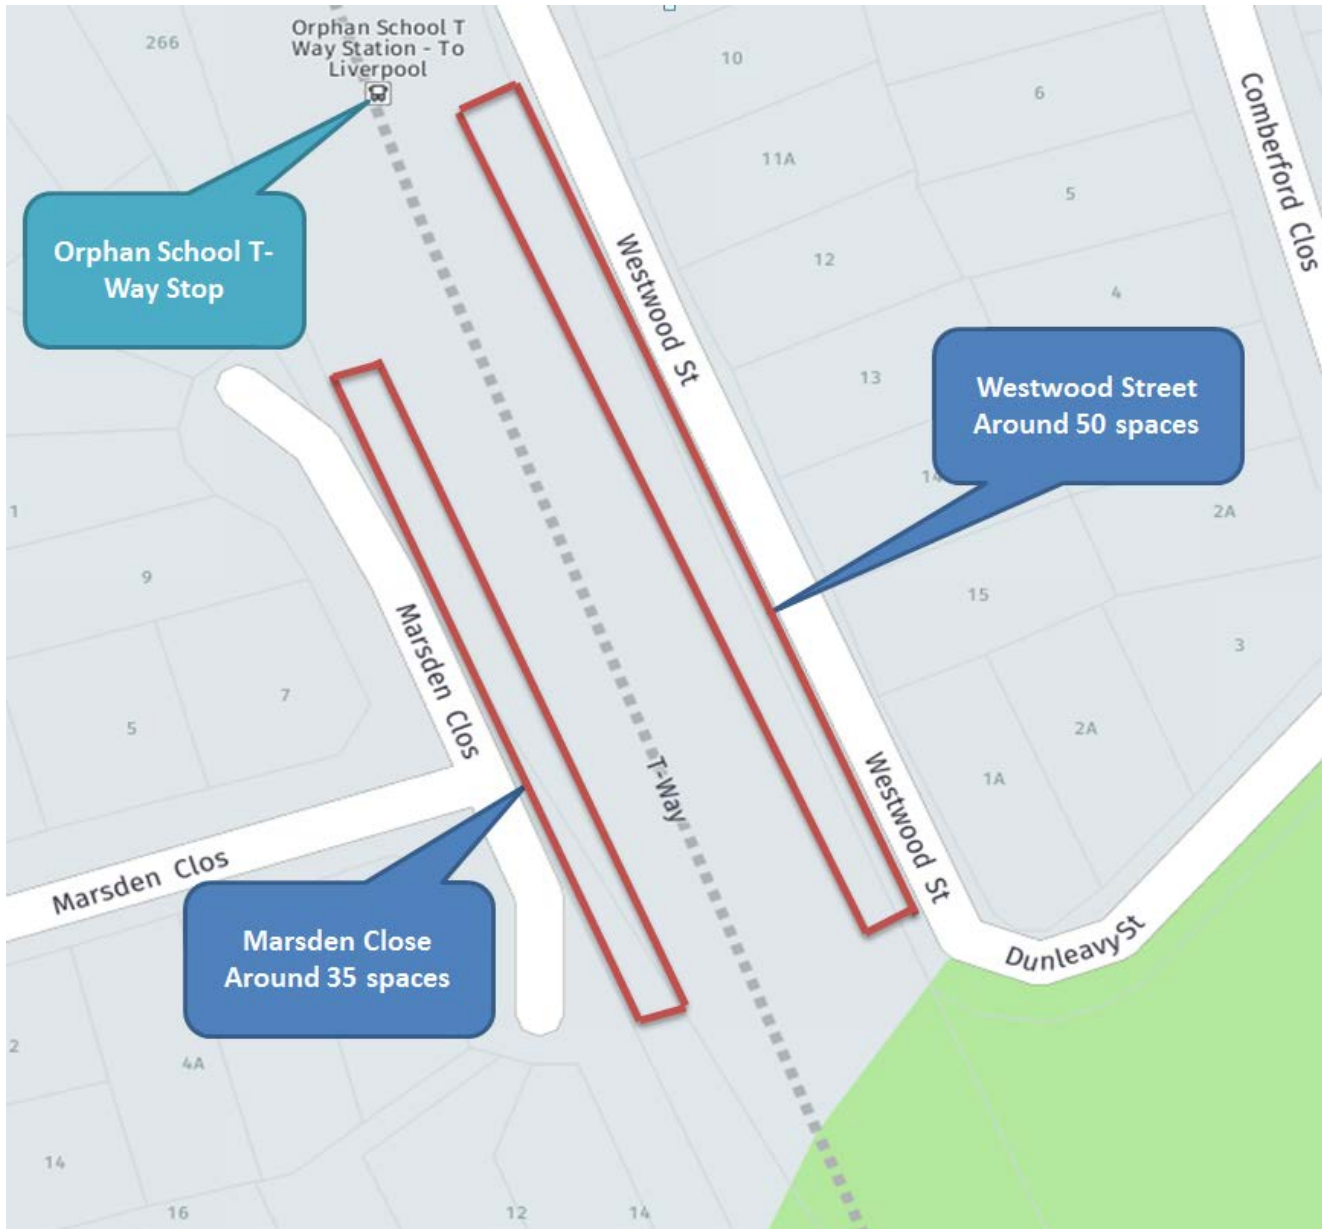 266
Orphan School T
Way Station - To
Liverpool
10
6
Comberford Clos
11A
5
Orphan School T-
Way Stop
12
Westwood St
4
13
Westwood Street
Around 50 spaces
14
2A
1
9
15
3
Marsden Clos
7
5
2A
1A
T-Way
Westwood St
Marsden Clos
Dunleavy St
Marsden Close
Around 35 spaces
2
4A
14
16
12
14